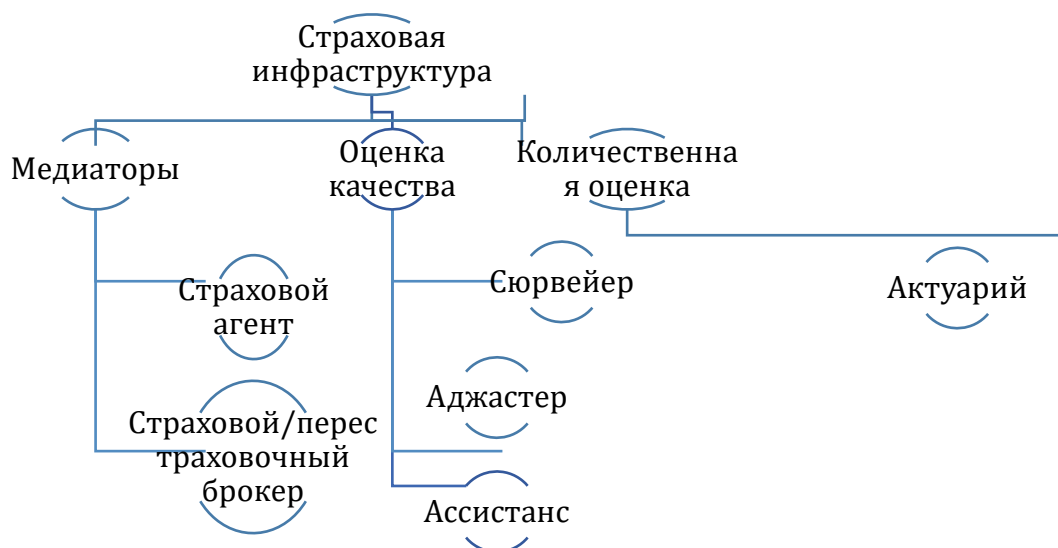 Страховая
инфраструктура
Медиаторы
Оценка
качества
Количественна
я оценка
Страховой
агент
Сюрвейер
Актуарий
Аджастер
Страховой/перес
траховочный
брокер
Ассистанс